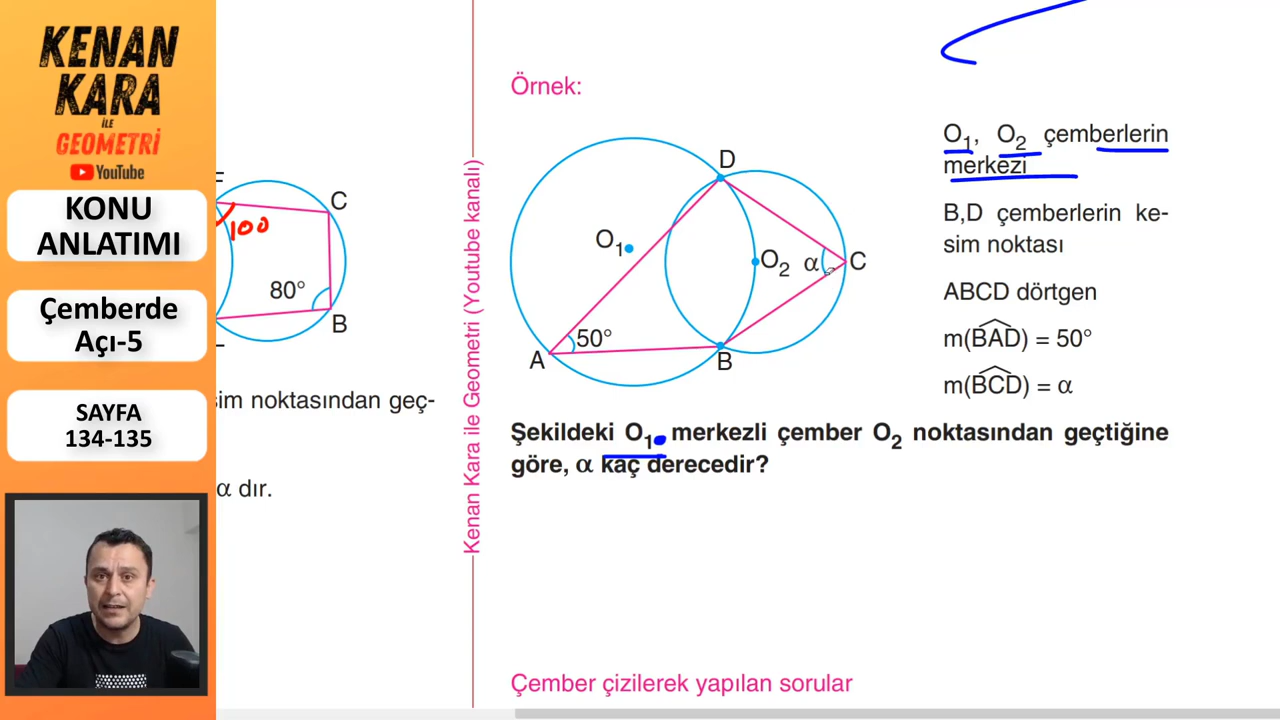 KENAN
KARA
İLE
GEOMETRİ
YouTube
KONU
ANLATIMI
Çemberde
Açı-5
SAYFA
134-135
C
100
80°
B
şim noktasından geç-
α dır.
Kenan Kara ile Geometri (Youtube kanalı)
Örnek:
D
O1
O2
α
C
50°
A
B
O1, O2 çemberlerin
merkezi
B,D çemberlerin ke-
sim noktası
ABCD dörtgen
m(BAD) = 50°
m(BCD) = α
Şekildeki O1 merkezli çember O2 noktasından geçtiğine
göre, α kaç derecedir?
Çember çizilerek yapılan sorular